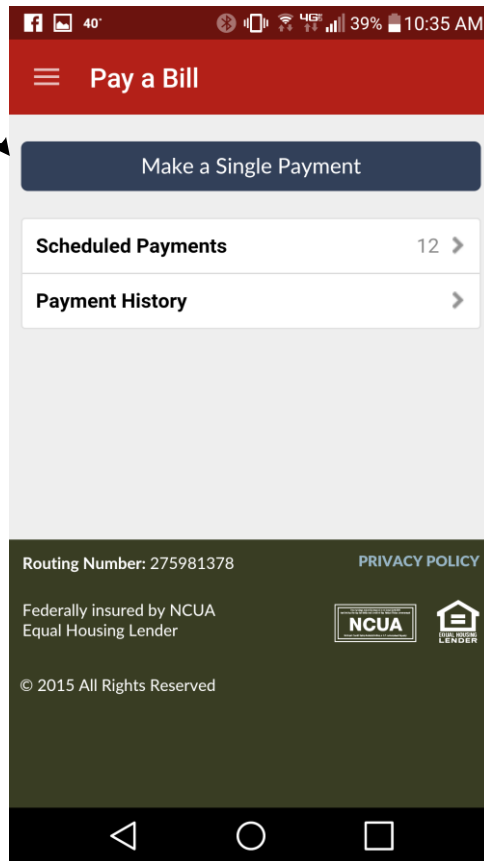 40° 4G 39% 10:35 AM
Pay a Bill
Make a Single Payment
Scheduled Payments 12
Payment History
Routing Number: 275981378 PRIVACY POLICY
Federally insured by NCUA
Equal Housing Lender
NCUA
EQUAL HOUSING
LENDER
© 2015 All Rights Reserved